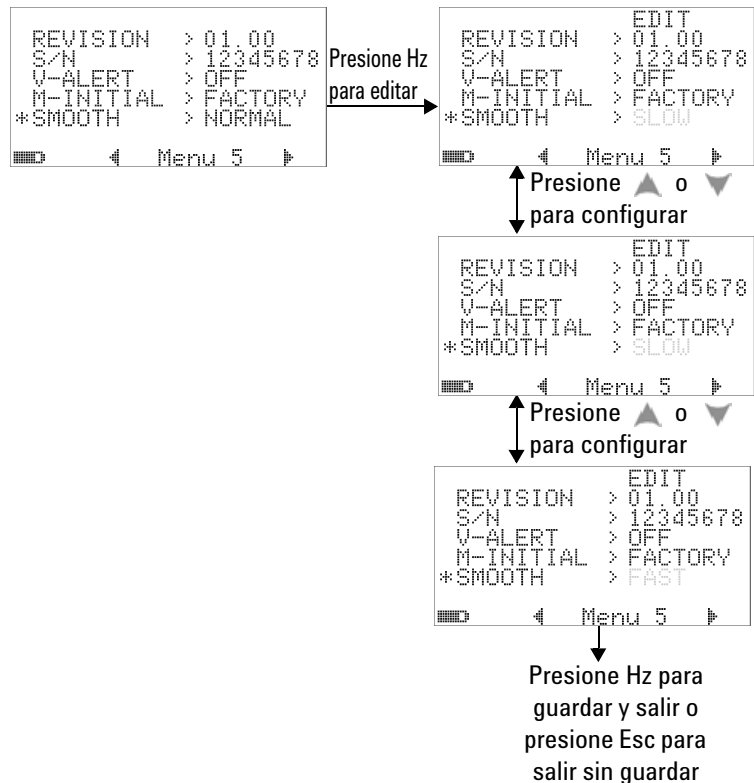 REVISION > 01.00
S/N > 12345678
V-ALERT > OFF
M-INITIAL > FACTORY
*SMOOTH > NORMAL
Menu 5
Presione Hz
para editar
EDIT
REVISION > 01.00
S/N > 12345678
V-ALERT > OFF
M-INITIAL > FACTORY
*SMOOTH > SLOW
Menu 5
Presione ▲ o ▼
para configurar
EDIT
REVISION > 01.00
S/N > 12345678
V-ALERT > OFF
M-INITIAL > FACTORY
*SMOOTH > SLOW
Menu 5
Presione ▲ o ▼
para configurar
EDIT
REVISION > 01.00
S/N > 12345678
V-ALERT > OFF
M-INITIAL > FACTORY
*SMOOTH > FAST
Menu 5
Presione Hz para
guardar y salir o
presione Esc para
salir sin guardar